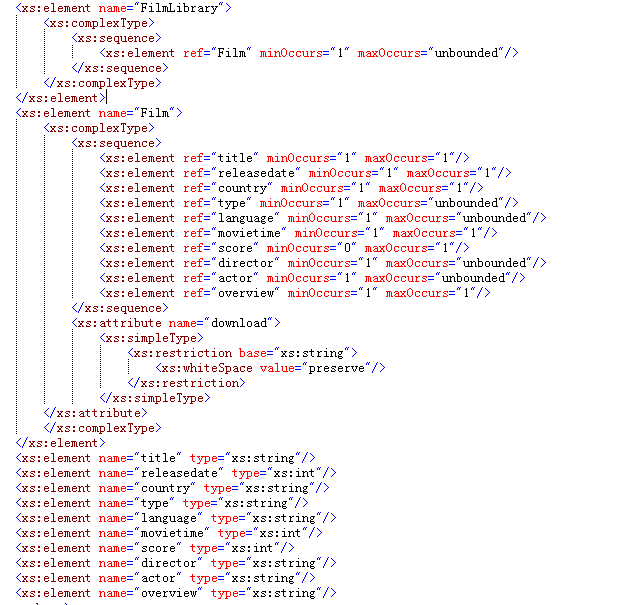 <xs:element name="FilmLibrary">
<xs:complexType>
<xs:sequence>
<xs:element ref="Film" minOccurs="1" maxOccurs="unbounded"/>
</xs:sequence>
</xs:complexType>
</xs:element>
<xs:element name="Film">
<xs:complexType>
<xs:sequence>
<xs:element ref="title" minOccurs="1" maxOccurs="1"/>
<xs:element ref="releasedate" minOccurs="1" maxOccurs="1"/>
<xs:element ref="country" minOccurs="1" maxOccurs="1"/>
<xs:element ref="type" minOccurs="1" maxOccurs="unbounded"/>
<xs:element ref="language" minOccurs="1" maxOccurs="unbounded"/>
<xs:element ref="movietime" minOccurs="1" maxOccurs="1"/>
<xs:element ref="score" minOccurs="0" maxOccurs="1"/>
<xs:element ref="director" minOccurs="1" maxOccurs="unbounded"/>
<xs:element ref="actor" minOccurs="1" maxOccurs="unbounded"/>
<xs:element ref="overview" minOccurs="1" maxOccurs="1"/>
</xs:sequence>
<xs:attribute name="download">
<xs:simpleType>
<xs:restriction base="xs:string">
<xs:whiteSpace value="preserve"/>
</xs:restriction>
</xs:simpleType>
</xs:attribute>
</xs:complexType>
</xs:element>
<xs:element name="title" type="xs:string"/>
<xs:element name="releasedate" type="xs:int"/>
<xs:element name="country" type="xs:string"/>
<xs:element name="type" type="xs:string"/>
<xs:element name="language" type="xs:string"/>
<xs:element name="movietime" type="xs:int"/>
<xs:element name="score" type="xs:int"/>
<xs:element name="director" type="xs:string"/>
<xs:element name="actor" type="xs:string"/>
<xs:element name="overview" type="xs:string"/>